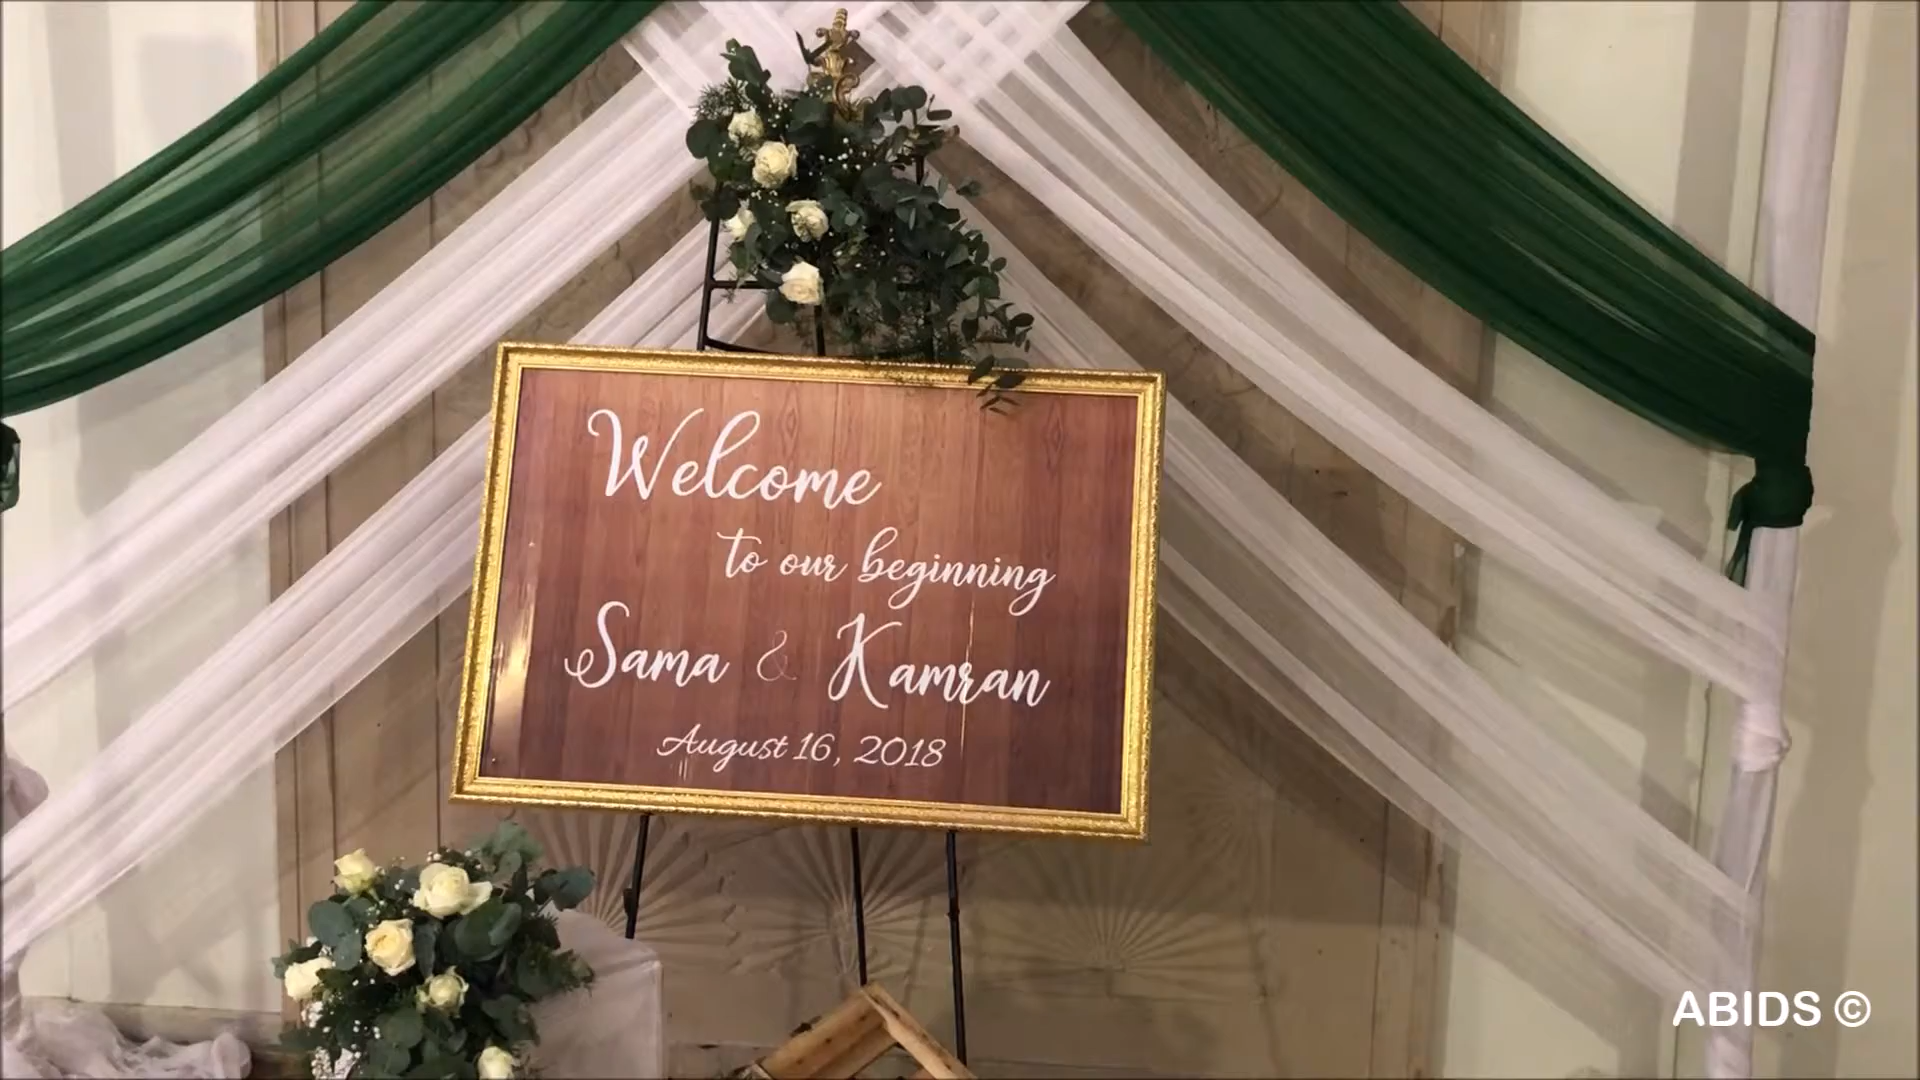 Welcome
to our beginning
Sama & Kamran
August 16, 2018
ABIDS ©